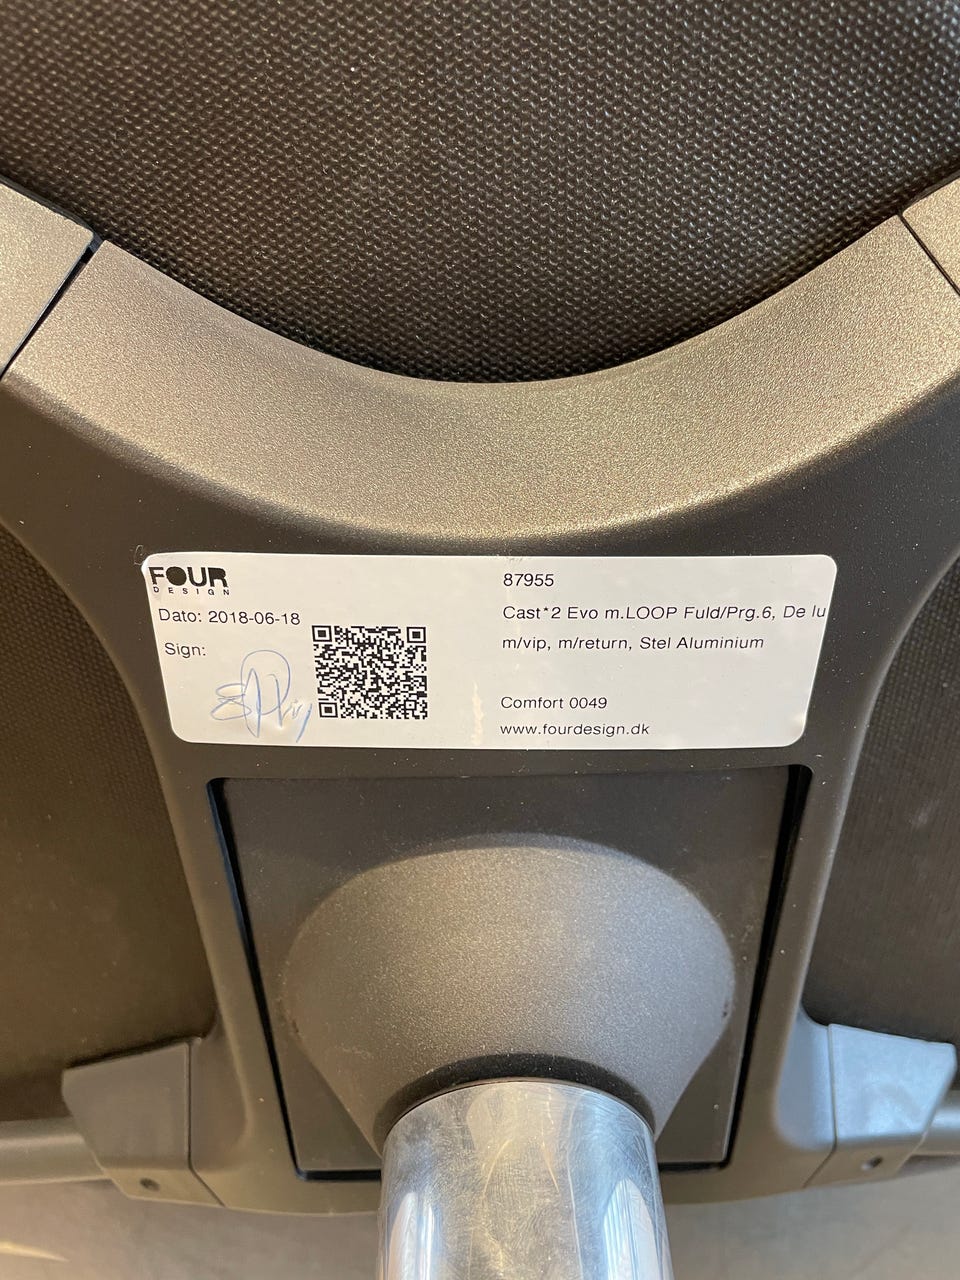 FOUR
DESIGN
Dato: 2018-06-18
Sign:
87955
Cast*2 Evo m.LOOP Fuld/Prg.6, De lu
m/vip, m/return, Stel Aluminium
Comfort 0049
www.fourdesign.dk